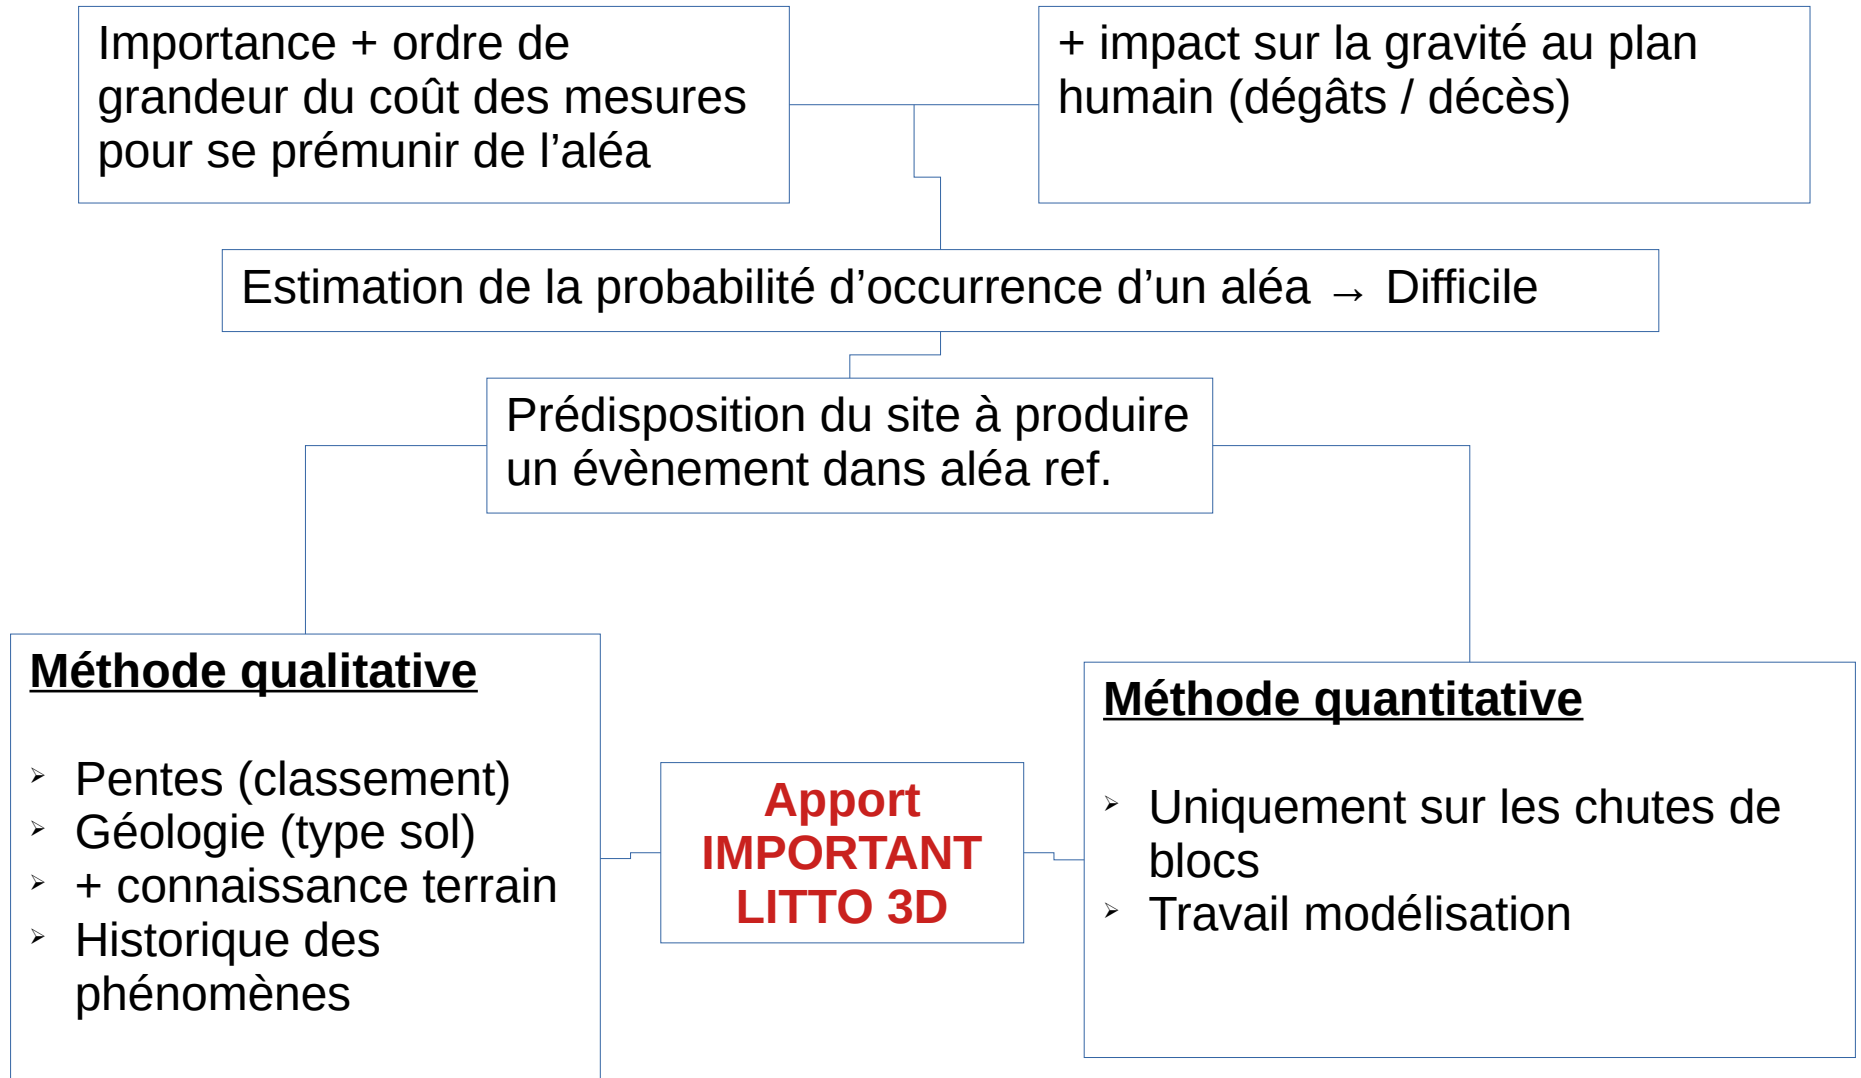 Importance + ordre de
grandeur du coût des mesures
pour se prémunir de l’aléa
+ impact sur la gravité au plan
humain (dégâts / décès)
Estimation de la probabilité d’occurrence d’un aléa → Difficile
Prédisposition du site à produire
un évènement dans aléa ref.
Méthode qualitative
➢ Pentes (classement)
➢ Géologie (type sol)
➢ + connaissance terrain
➢ Historique des
phénomènes
Apport
IMPORTANT
LITTO 3D
Méthode quantitative
➢ Uniquement sur les chutes de
blocs
➢ Travail modélisation